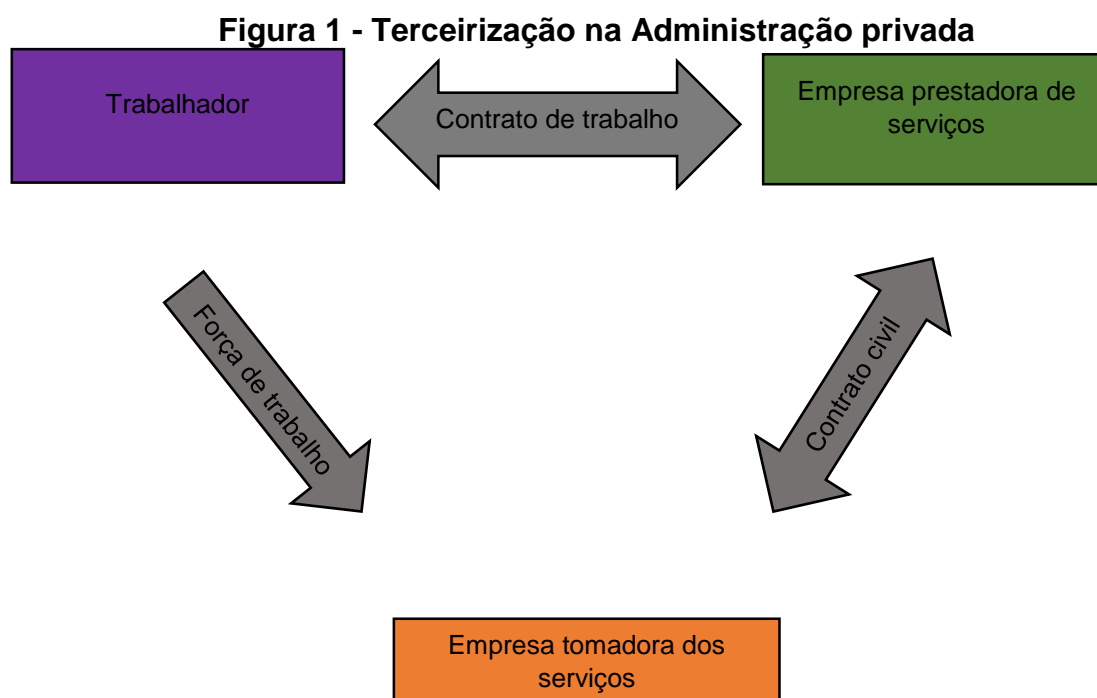 Figura 1 - Terceirização na Administração privada
Trabalhador
Contrato de trabalho
Empresa prestadora de
serviços
Força de trabalho
Contrato civil
Empresa tomadora dos
serviços